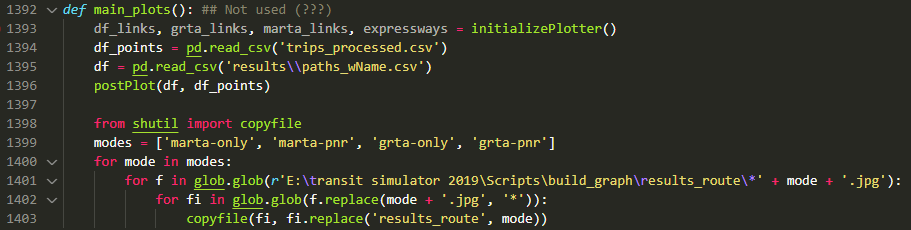 1392 def main_plots(): ## Not used (???)
1393     df_links, grta_links, marta_links, expressways = initializePlotter()
1394     df_points = pd.read_csv('trips_processed.csv')
1395     df = pd.read_csv('results\\paths_wName.csv')
1396     postPlot(df, df_points)
1397
1398     from shutil import copyfile
1399     modes = ['marta-only', 'marta-pnr', 'grta-only', 'grta-pnr']
1400     for mode in modes:
1401         for f in glob.glob(r'E:\transit simulator 2019\Scripts\build_graph\results_route\*' + mode + '.jpg'):
1402             for fi in glob.glob(f.replace(mode + '.jpg', '*')):
1403                 copyfile(fi, fi.replace('results_route', mode))